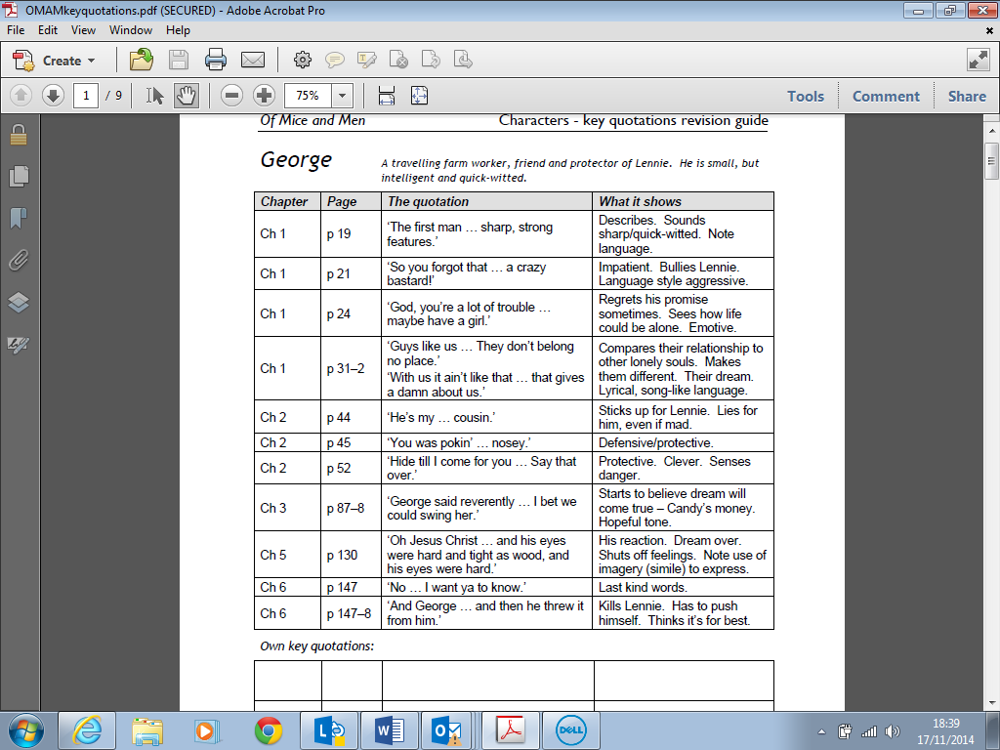 OMAMkeyquotations.pdf (SECURED) - Adobe Acrobat Pro
File Edit View Window Help
Create
1 / 9 75% Tools Comment Share
Of Mice and Men Characters - key quotations revision guide
George A travelling farm worker, friend and protector of Lennie. He is small, but
intelligent and quick-witted.
Chapter Page The quotation What it shows
Ch 1 p 19 ‘The first man … sharp, strong
features.’
Describes. Sounds
sharp/quick-witted. Note
language.
Ch 1 p 21 ‘So you forgot that … a crazy
bastard!’
Impatient. Bullies Lennie.
Language style aggressive.
Ch 1 p 24 ‘God, you’re a lot of trouble …
maybe have a girl.’
Regrets his promise
sometimes. Sees how life
could be alone. Emotive.
Ch 1 p 31–2 ‘Guys like us … They don’t belong
no place.’
‘With us it ain’t like that … that gives
a damn about us.’
Compares their relationship to
other lonely souls. Makes
them different. Their dream.
Lyrical, song-like language.
Ch 2 p 44 ‘He’s my … cousin.’
Sticks up for Lennie. Lies for
him, even if mad.
Ch 2 p 45 ‘You was pokin’ … nosey.’ Defensive/protective.
Ch 2 p 52 ‘Hide till I come for you … Say that
over.’
Protective. Clever. Senses
danger.
Ch 3 p 87–8 ‘George said reverently … I bet we
could swing her.’
Starts to believe dream will
come true – Candy’s money.
Hopeful tone.
Ch 5 p 130 ‘Oh Jesus Christ … and his eyes
were hard and tight as wood, and
his eyes were hard.’
His reaction. Dream over.
Shuts off feelings. Note use of
imagery (simile) to express.
Ch 6 p 147 ‘No … I want ya to know.’ Last kind words.
Ch 6 p 147–8 ‘And George … and then he threw it
from him.’
Kills Lennie. Has to push
himself. Thinks it’s for best.
Own key quotations:
DELL
18:39
17/11/2014